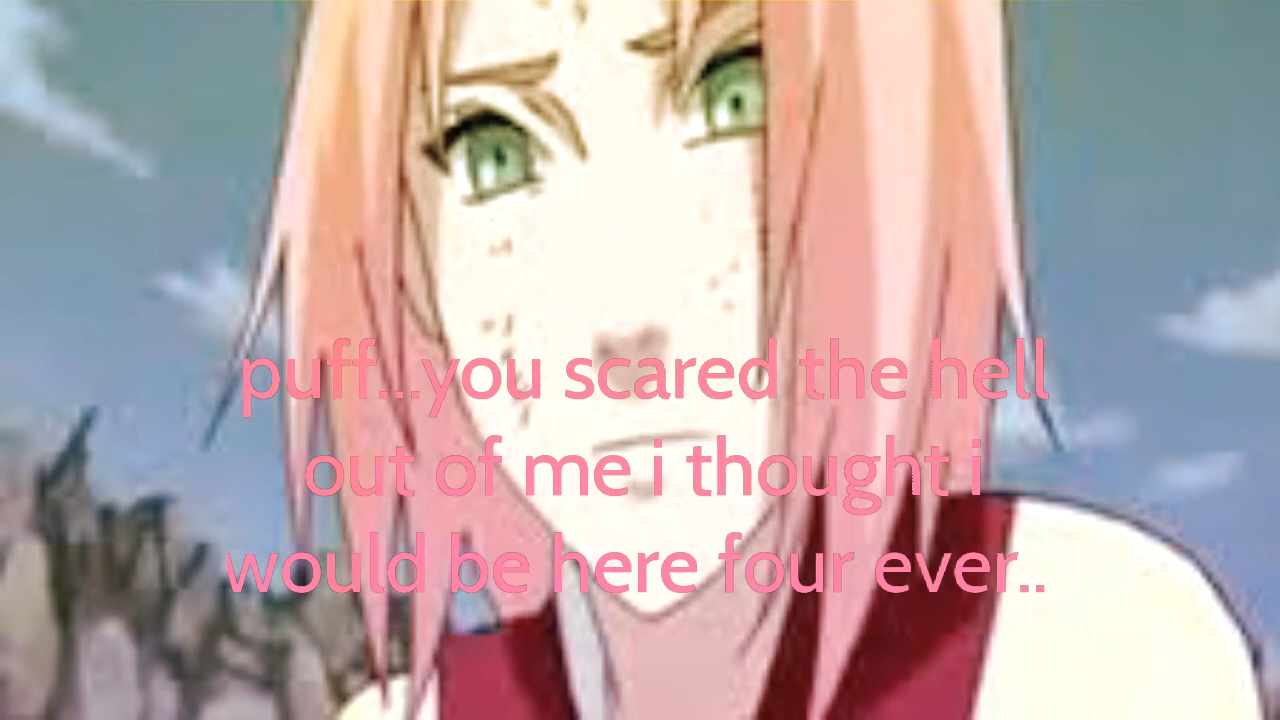 puff...you scared the hell
out of me i thought i
would be here four ever..